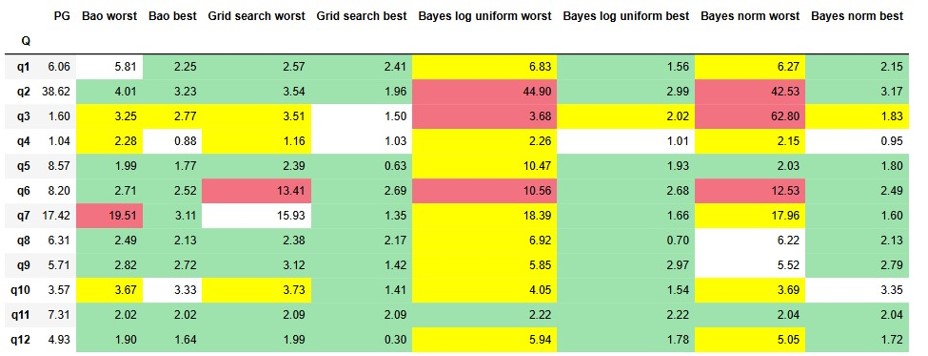 PG Bao worst Bao best Grid search worst Grid search best Bayes log uniform worst Bayes log uniform best Bayes norm worst Bayes norm best
Q
q1 6.06 5.81 2.25 2.57 2.41 6.83 1.56 6.27 2.15
q2 38.62 4.01 3.23 3.54 1.96 44.90 2.99 42.53 3.17
q3 1.60 3.25 2.77 3.51 1.50 3.68 2.02 62.80 1.83
q4 1.04 2.28 0.88 1.16 1.03 2.26 1.01 2.15 0.95
q5 8.57 1.99 1.77 2.39 0.63 10.47 1.93 2.03 1.80
q6 8.20 2.71 2.52 13.41 2.69 10.56 2.68 12.53 2.49
q7 17.42 19.51 3.11 15.93 1.35 18.39 1.66 17.96 1.60
q8 6.31 2.49 2.13 2.38 2.17 6.92 0.70 6.22 2.13
q9 5.71 2.82 2.72 3.12 1.42 5.85 2.97 5.52 2.79
q10 3.57 3.67 3.33 3.73 1.41 4.05 1.54 3.69 3.35
q11 7.31 2.02 2.02 2.09 2.09 2.22 2.22 2.04 2.04
q12 4.93 1.90 1.64 1.99 0.30 5.94 1.78 5.05 1.72